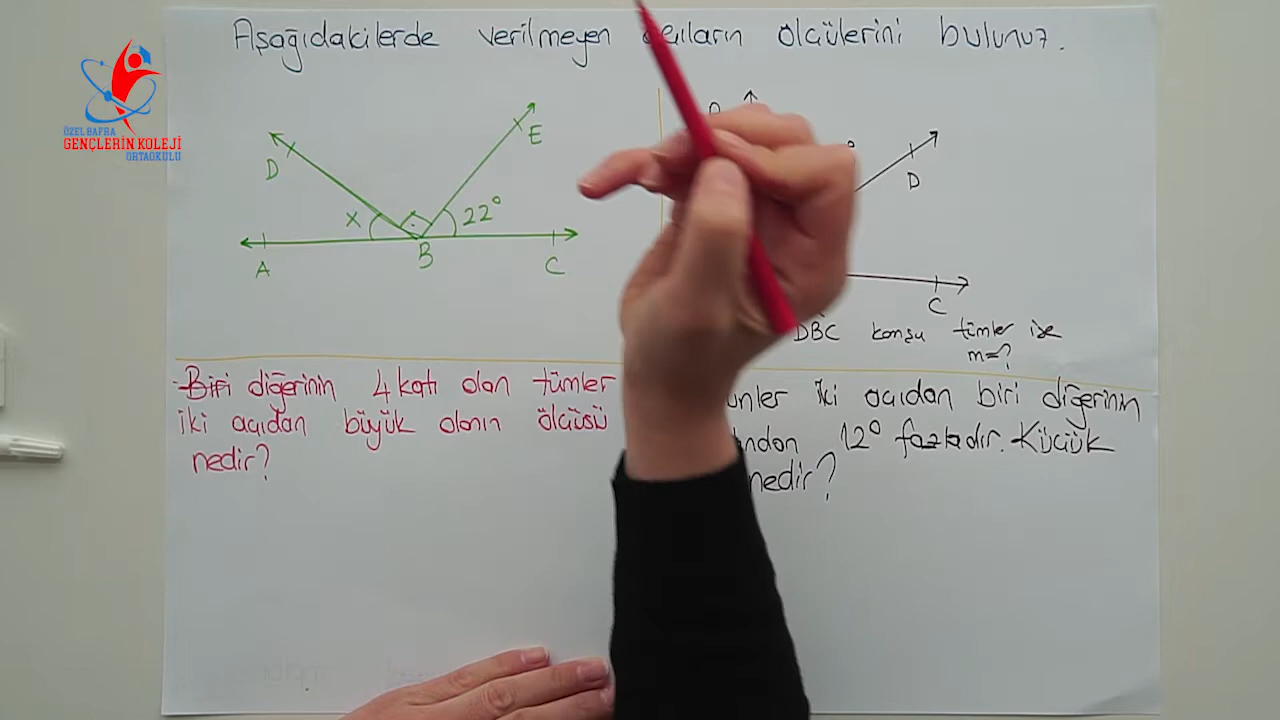 Aşağıdakilerde verilmeyen açıların ölçülerini bulunuz.
ÖZEL BAFRA
GENÇLERİN KOLEJİ
ORTAOKULU
D
E
x
22°
A
B
C
D
C
DBC komşu tümler ise
m=?
Biri diğerinin 4 katı olan tümler
iki açıdan büyük olanın ölçüsü
nedir?
iki açıdan biri diğerinin
12° fazladır. Küçük
nedir?